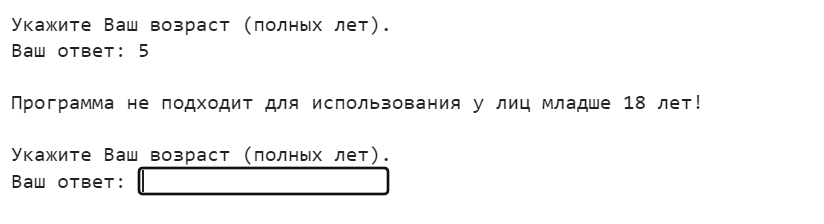 Укажите Ваш возраст (полных лет).
Ваш ответ: 5
Программа не подходит для использования у лиц младше 18 лет!
Укажите Ваш возраст (полных лет).
Ваш ответ: